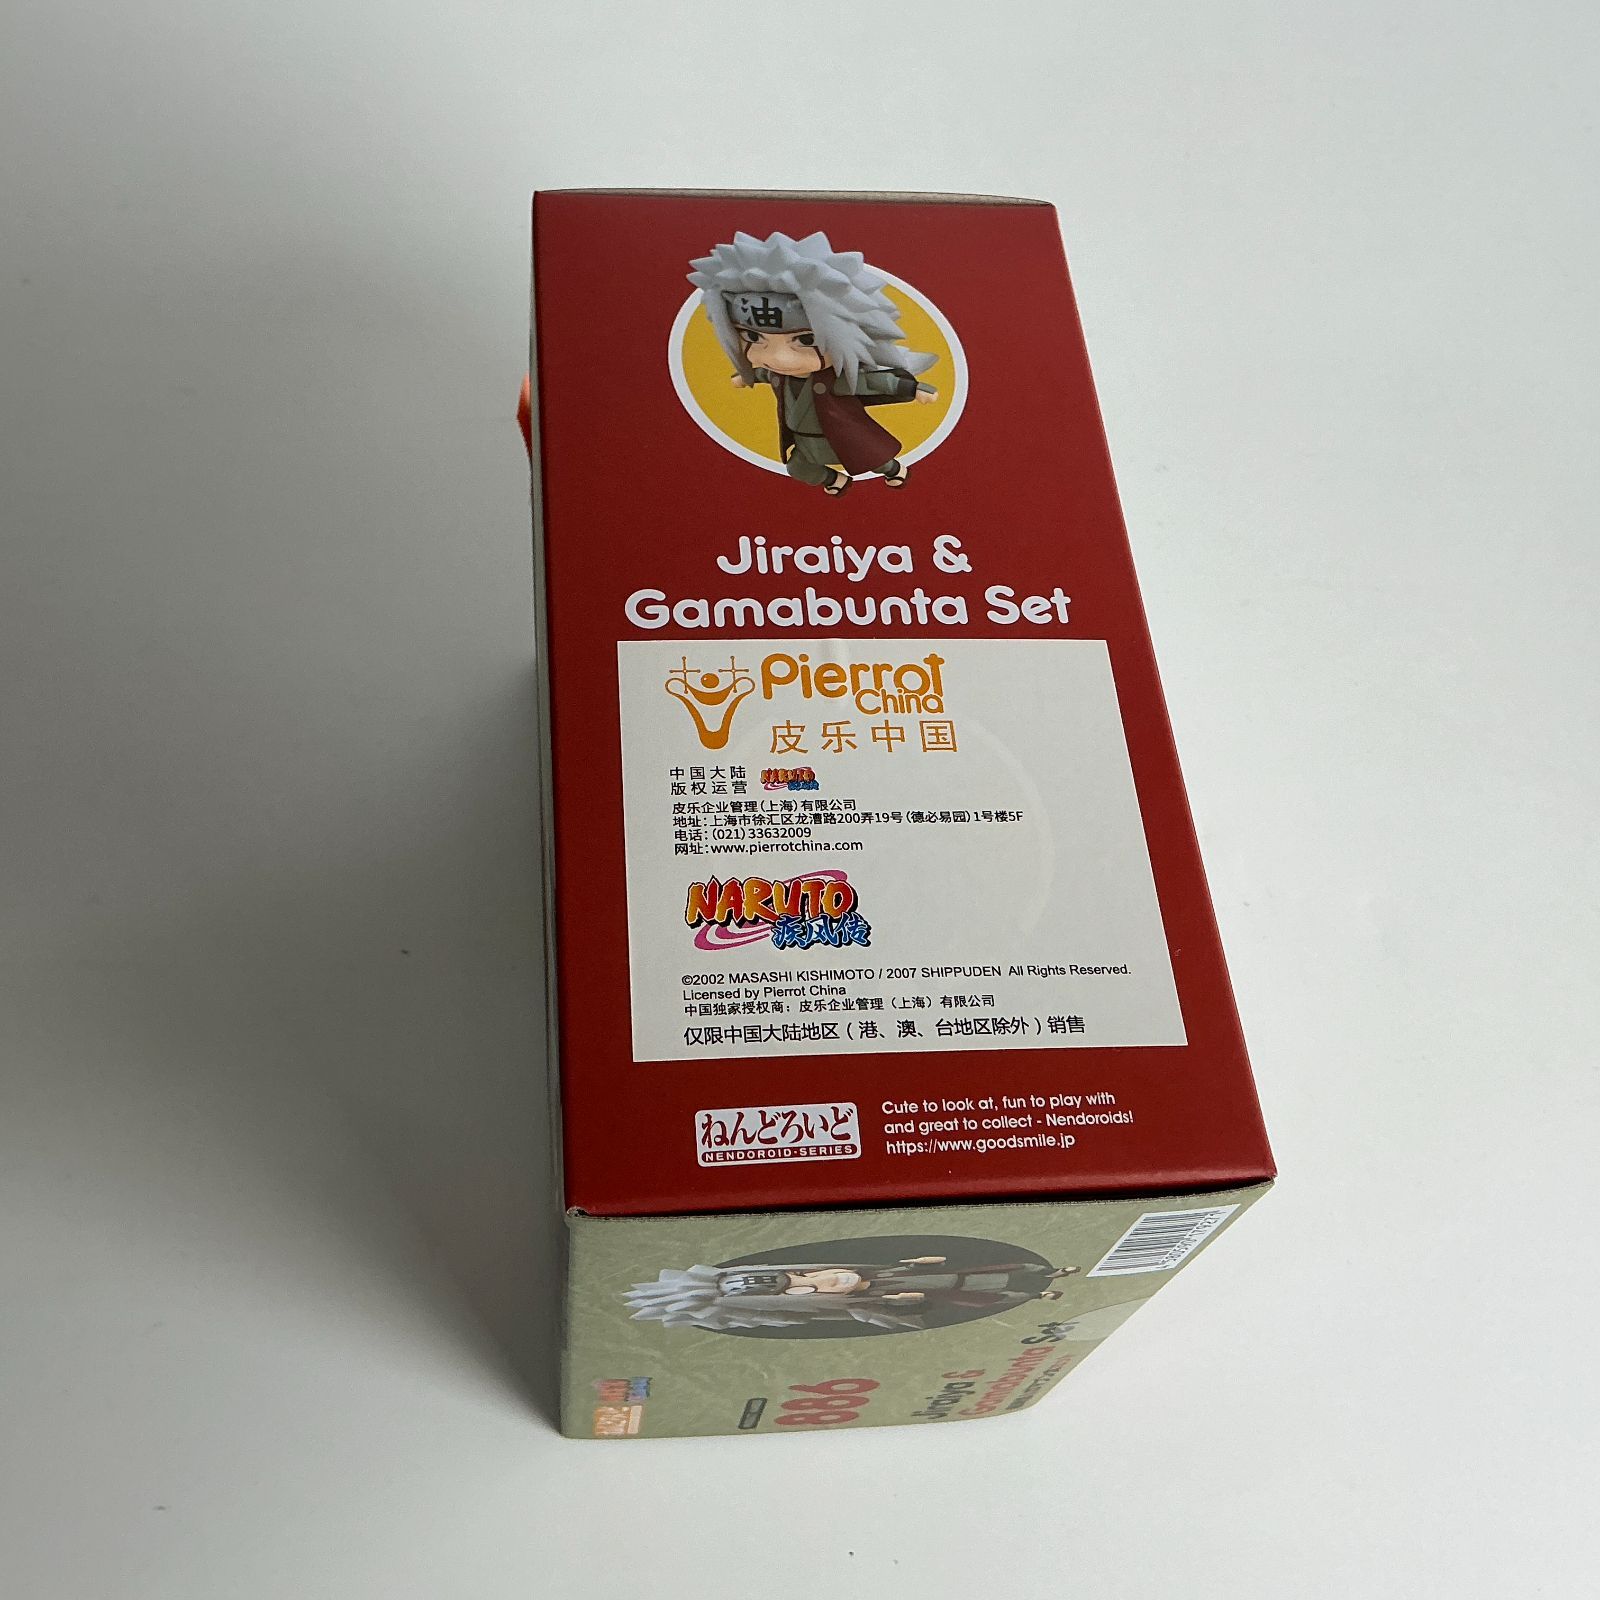 油
Jiraiya &
Gamabunta Set
Pierrot
China
皮乐中国
中国大陆
版权运营
NARUTO
疾风传
皮乐企业管理(上海)有限公司
地址:上海市徐汇区龙漕路200弄19号(德必易园)1号楼5F
电话:(021)33632009
网址:www.pierrotchina.com
NARUTO
疾风传
©2002 MASASHI KISHIMOTO / 2007 SHIPPUDEN All Rights Reserved.
Licensed by Pierrot China
中国独家授权商: 皮乐企业管理(上海)有限公司
仅限中国大陆地区(港、澳、台地区除外)销售
ねんどろいど
NENDOROID·SERIES
Cute to look at, fun to play with
and great to collect - Nendoroids!
https://www.goodsmile.jp
油
886
Jiraiya &
Gamabunta Set